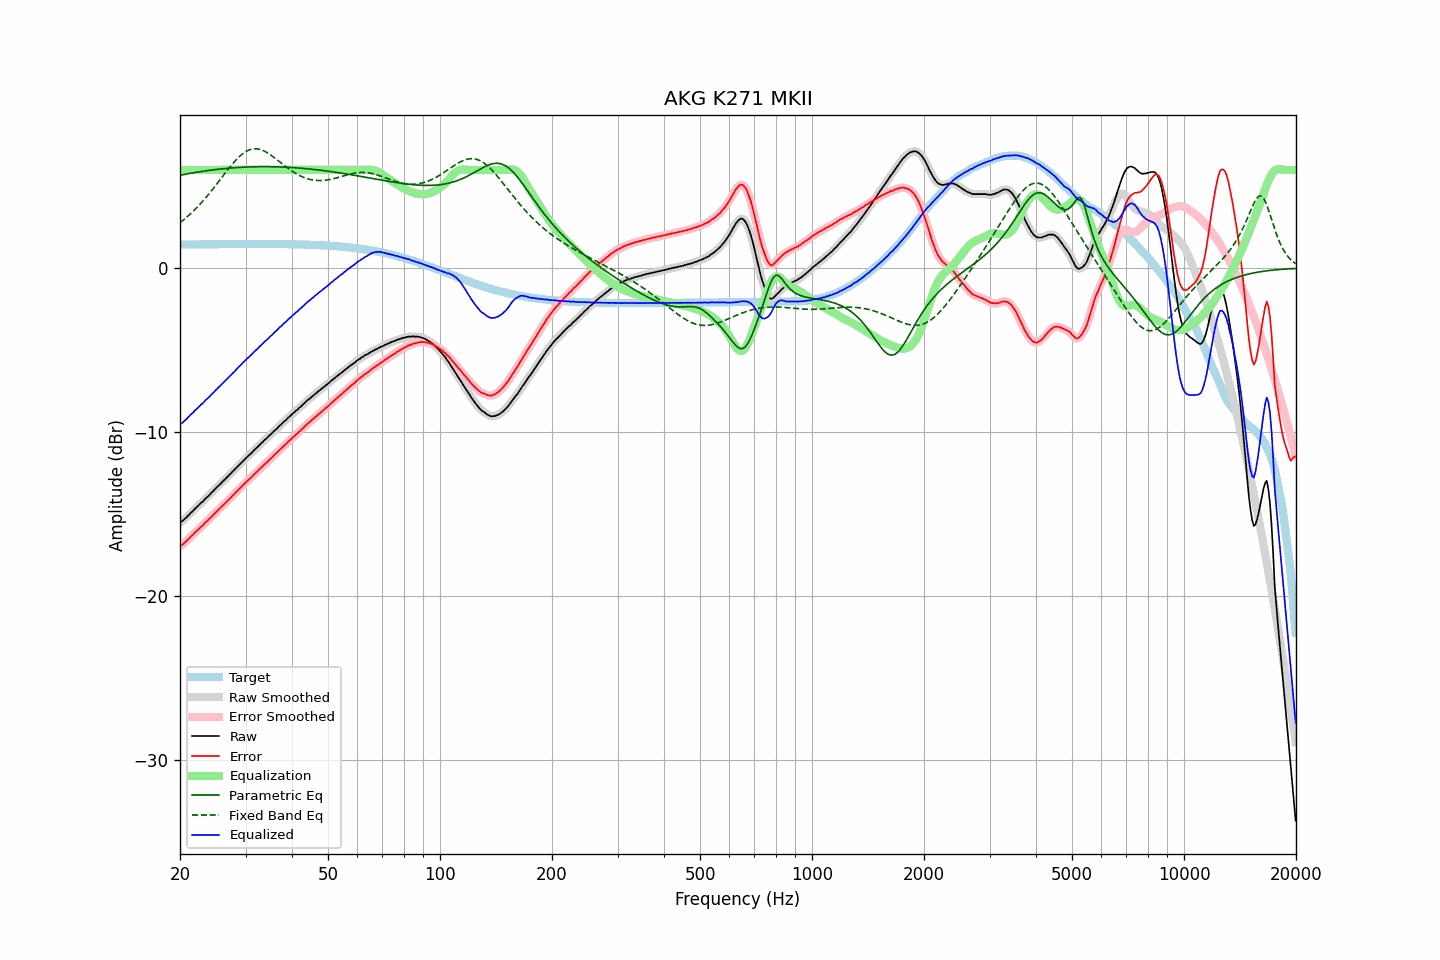 AKG K271 MKII
Amplitude (dBr)
0
−10
−20
−30
Target
Raw Smoothed
Error Smoothed
Raw
Error
Equalization
Parametric Eq
Fixed Band Eq
Equalized
20 50 100 200 500 1000 2000 5000 10000 20000
Frequency (Hz)